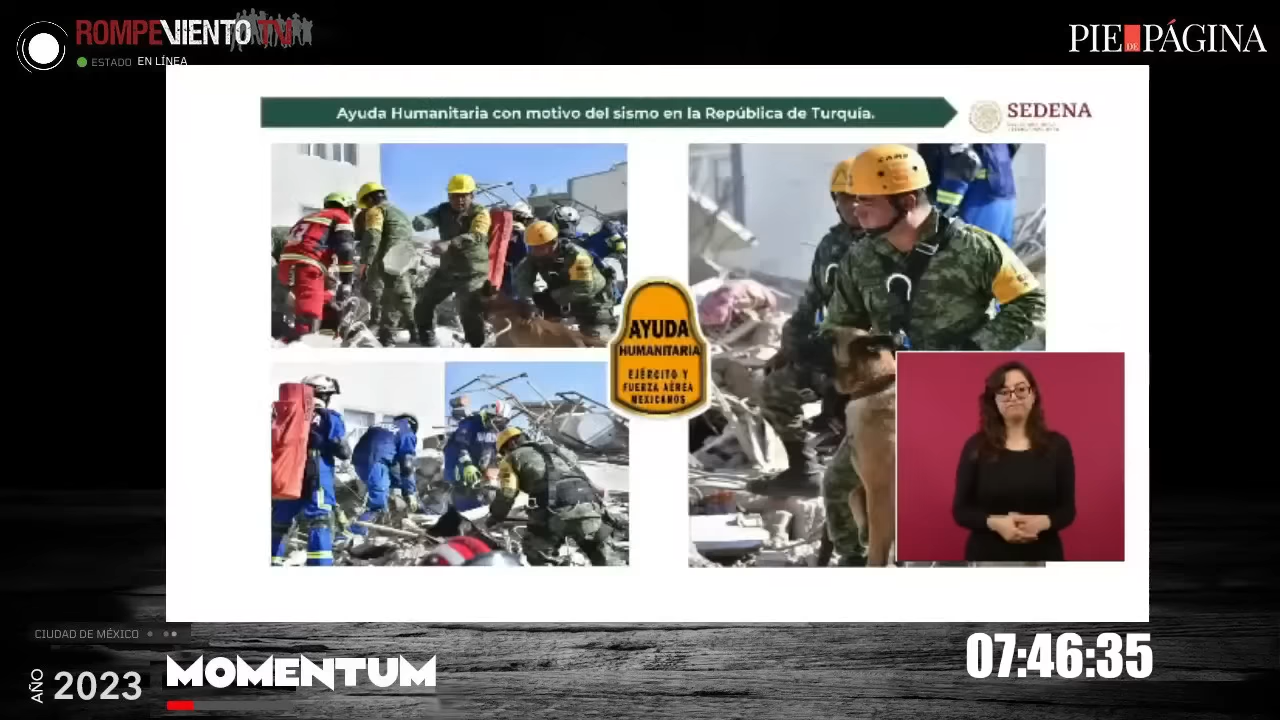 ROMPEVIENTO TV
ESTADO EN LÍNEA
PIE DE PÁGINA
Ayuda Humanitaria con motivo del sismo en la República de Turquía.
SEDENA
AYUDA
HUMANITARIA
EJÉRCITO Y
FUERZA AÉREA
MEXICANOS
CIUDAD DE MÉXICO
AÑO 2023
MOMENTUM
07:46:35